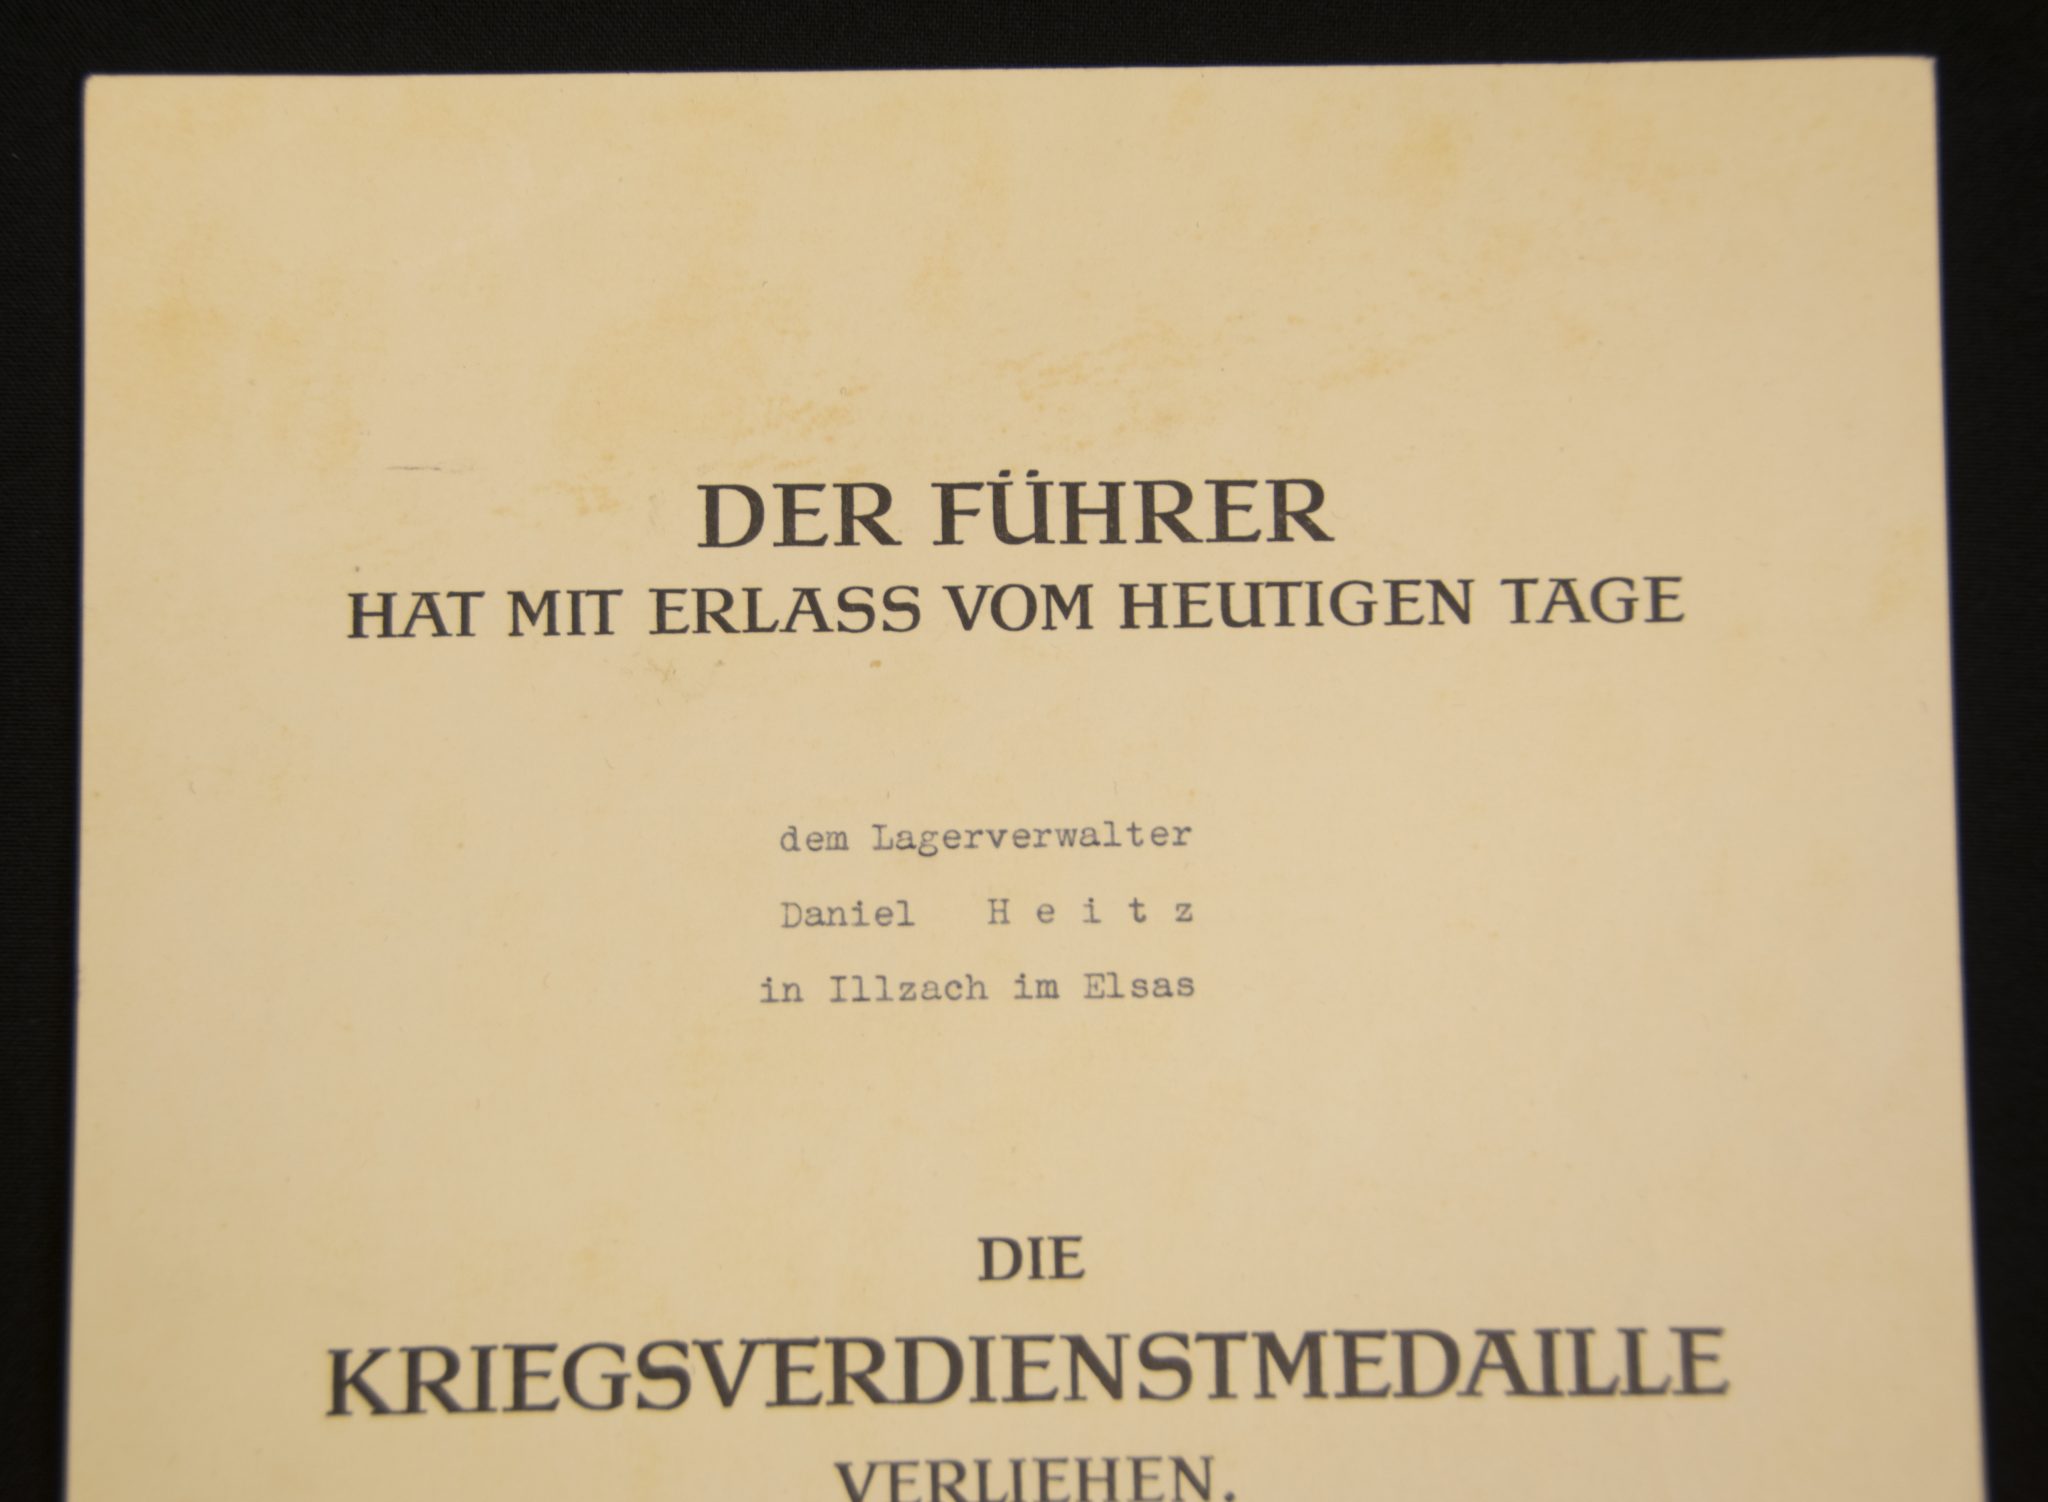 DER FÜHRER
HAT MIT ERLASS VOM HEUTIGEN TAGE
dem Lagerverwalter
Daniel H e i t z
in Illzach im Elsas
DIE
KRIEGSVERDIENSTMEDAILLE
VERLIEHEN.